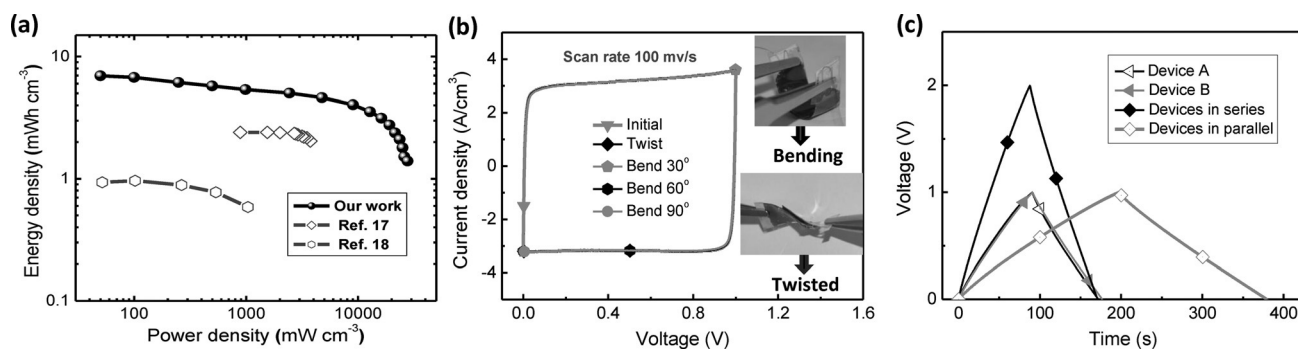 (a)
Energy density (mWh cm⁻³)
10
1
0.1
100
1000
10000
Power density (mW cm⁻³)
Our work
Ref. 17
Ref. 18
(b)
Current density (A/cm³)
4
2
0
-2
-4
0.0
0.4
0.8
1.2
1.6
Voltage (V)
Scan rate 100 mv/s
Initial
Twist
Bend 30°
Bend 60°
Bend 90°
Bending
Twisted
(c)
Voltage (V)
2
1
0
0
100
200
300
400
Time (s)
Device A
Device B
Devices in series
Devices in parallel